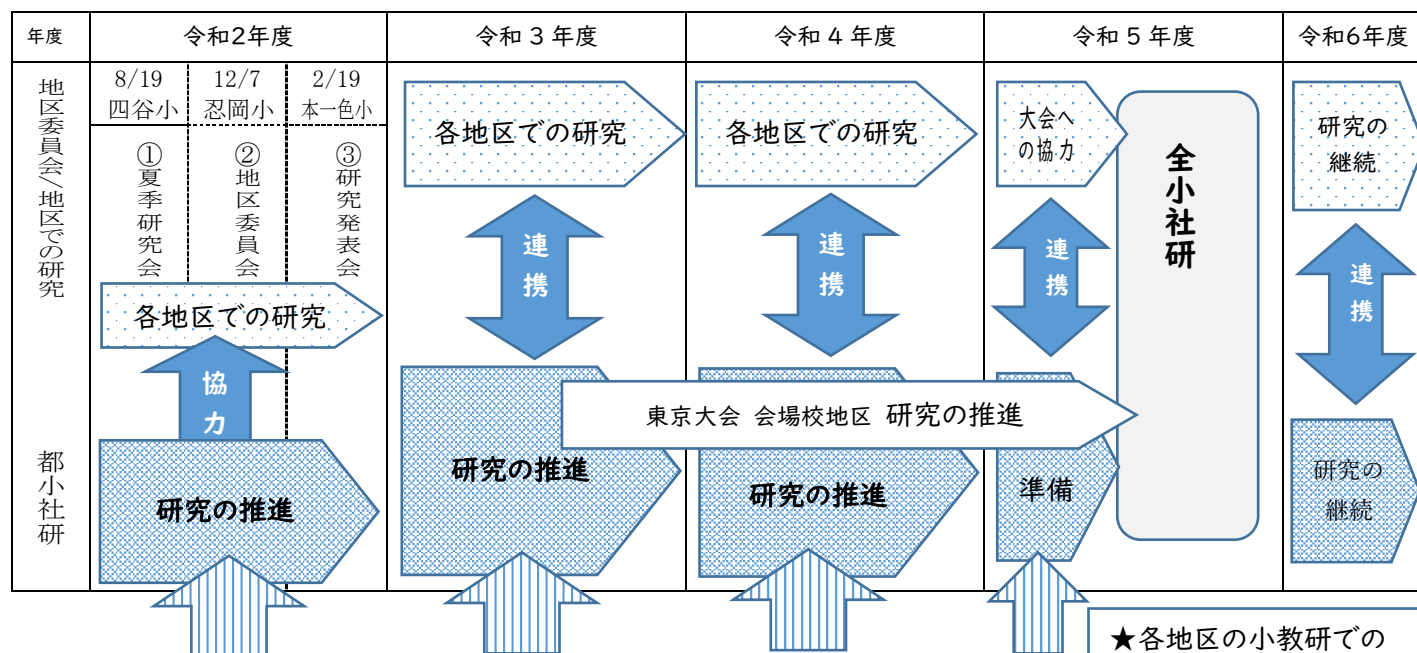 年度
令和2年度
令和3年度
令和4年度
令和5年度
令和6年度
地区委員会/地区での研究
8/19
四谷小
12/7
忍岡小
2/19
本一色小
①夏季研究会
②地区委員会
③研究発表会
各地区での研究
協力
研究の推進
各地区での研究
連携
研究の推進
各地区での研究
連携
研究の推進
東京大会 会場校地区 研究の推進
大会へ
の協力
連携
準備
全小社研
研究の
継続
連携
研究の
継続
都小社研
★各地区の小教研での